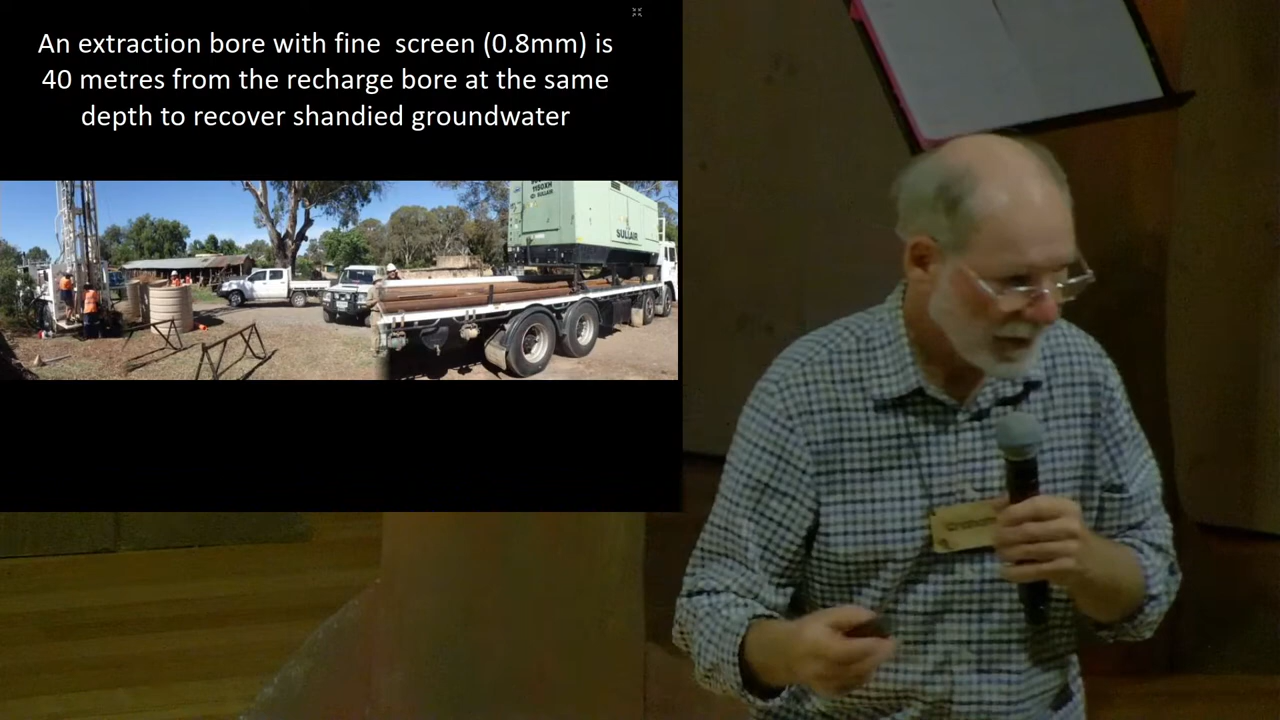 An extraction bore with fine screen (0.8mm) is
40 metres from the recharge bore at the same
depth to recover shandied groundwater
1150XH
SULLAIR